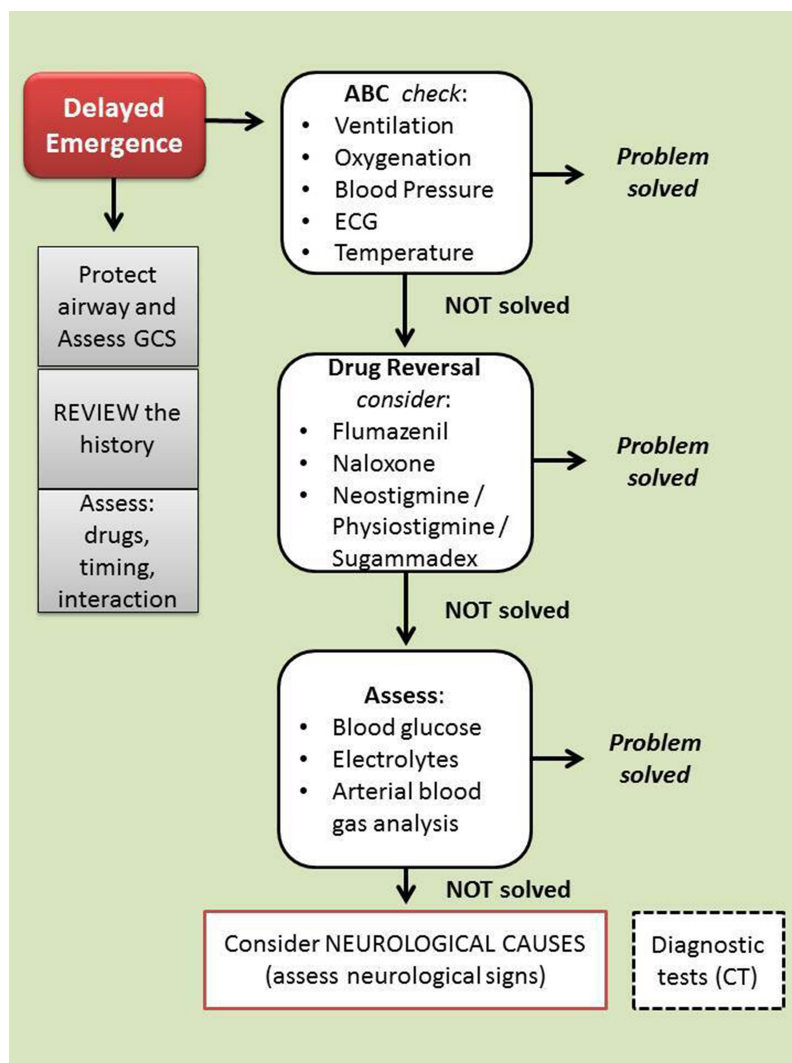 Delayed
Emergence
ABC check:
• Ventilation
• Oxygenation
• Blood Pressure
• ECG
• Temperature
Problem
solved
Protect
airway and
Assess GCS
REVIEW the
history
Assess:
drugs,
timing,
interaction
NOT solved
Drug Reversal
consider:
• Flumazenil
• Naloxone
• Neostigmine /
Physiostigmine /
Sugammadex
Problem
solved
NOT solved
Assess:
• Blood glucose
• Electrolytes
• Arterial blood
gas analysis
Problem
solved
NOT solved
Consider NEUROLOGICAL CAUSES
(assess neurological signs)
Diagnostic
tests (CT)